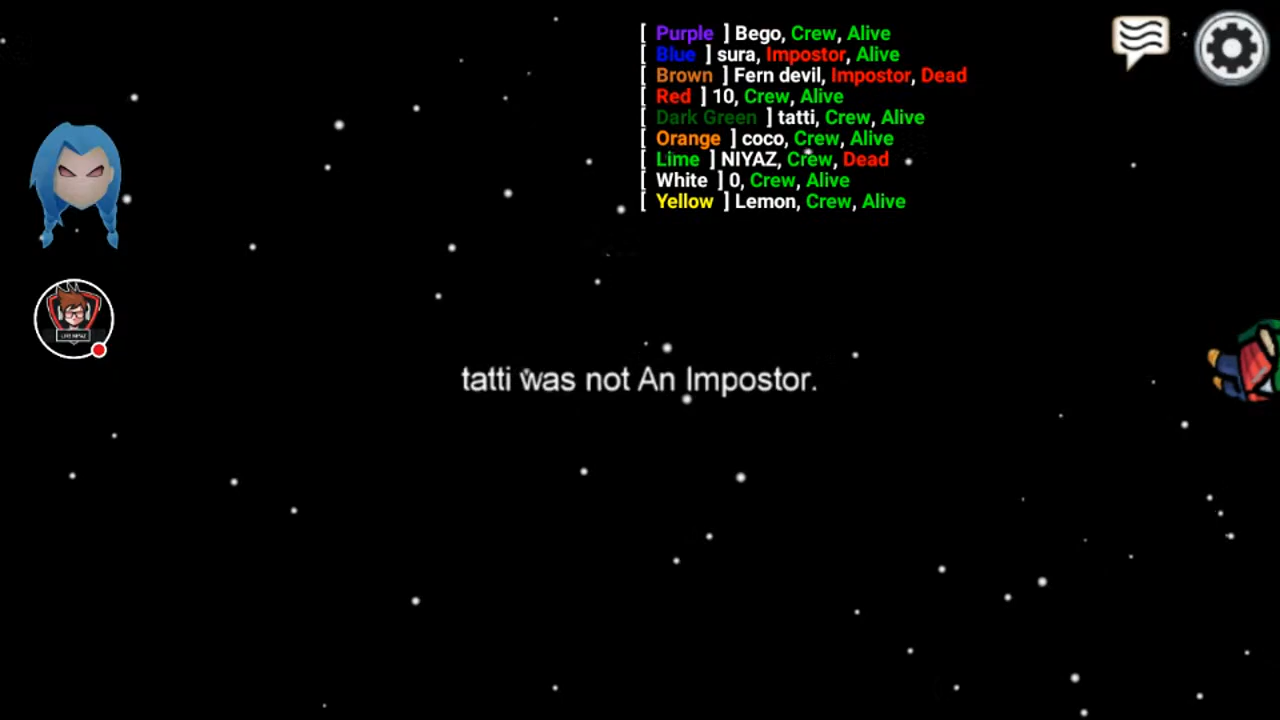 [ Purple ] Bego, Crew, Alive
[ Blue ] sura, Impostor, Alive
[ Brown ] Fern devil, Impostor, Dead
[ Red ] 10, Crew, Alive
[ Dark Green ] tatti, Crew, Alive
[ Orange ] coco, Crew, Alive
[ Lime ] NIYAZ, Crew, Dead
[ White ] 0, Crew, Alive
[ Yellow ] Lemon, Crew, Alive
tatti was not An Impostor.